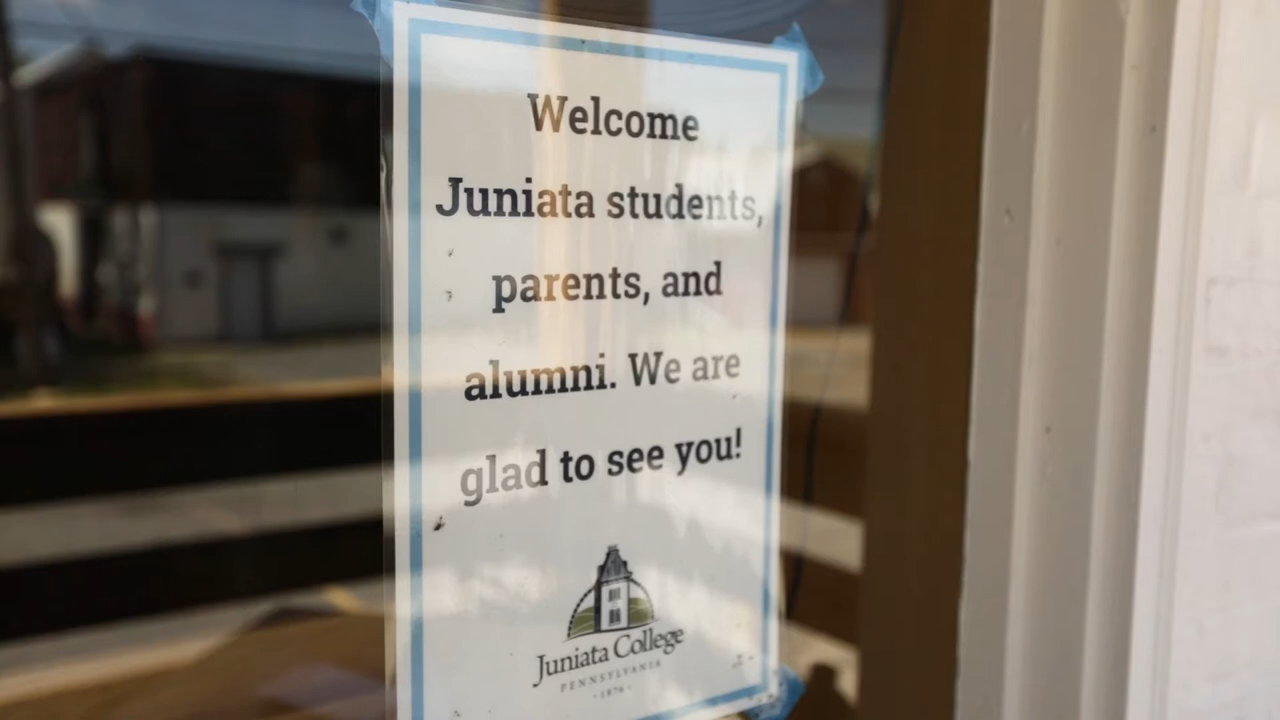 Welcome
Juniata students,
parents, and
alumni. We are
glad to see you!
Juniata College
PENNSYLVANIA
· 1876 ·